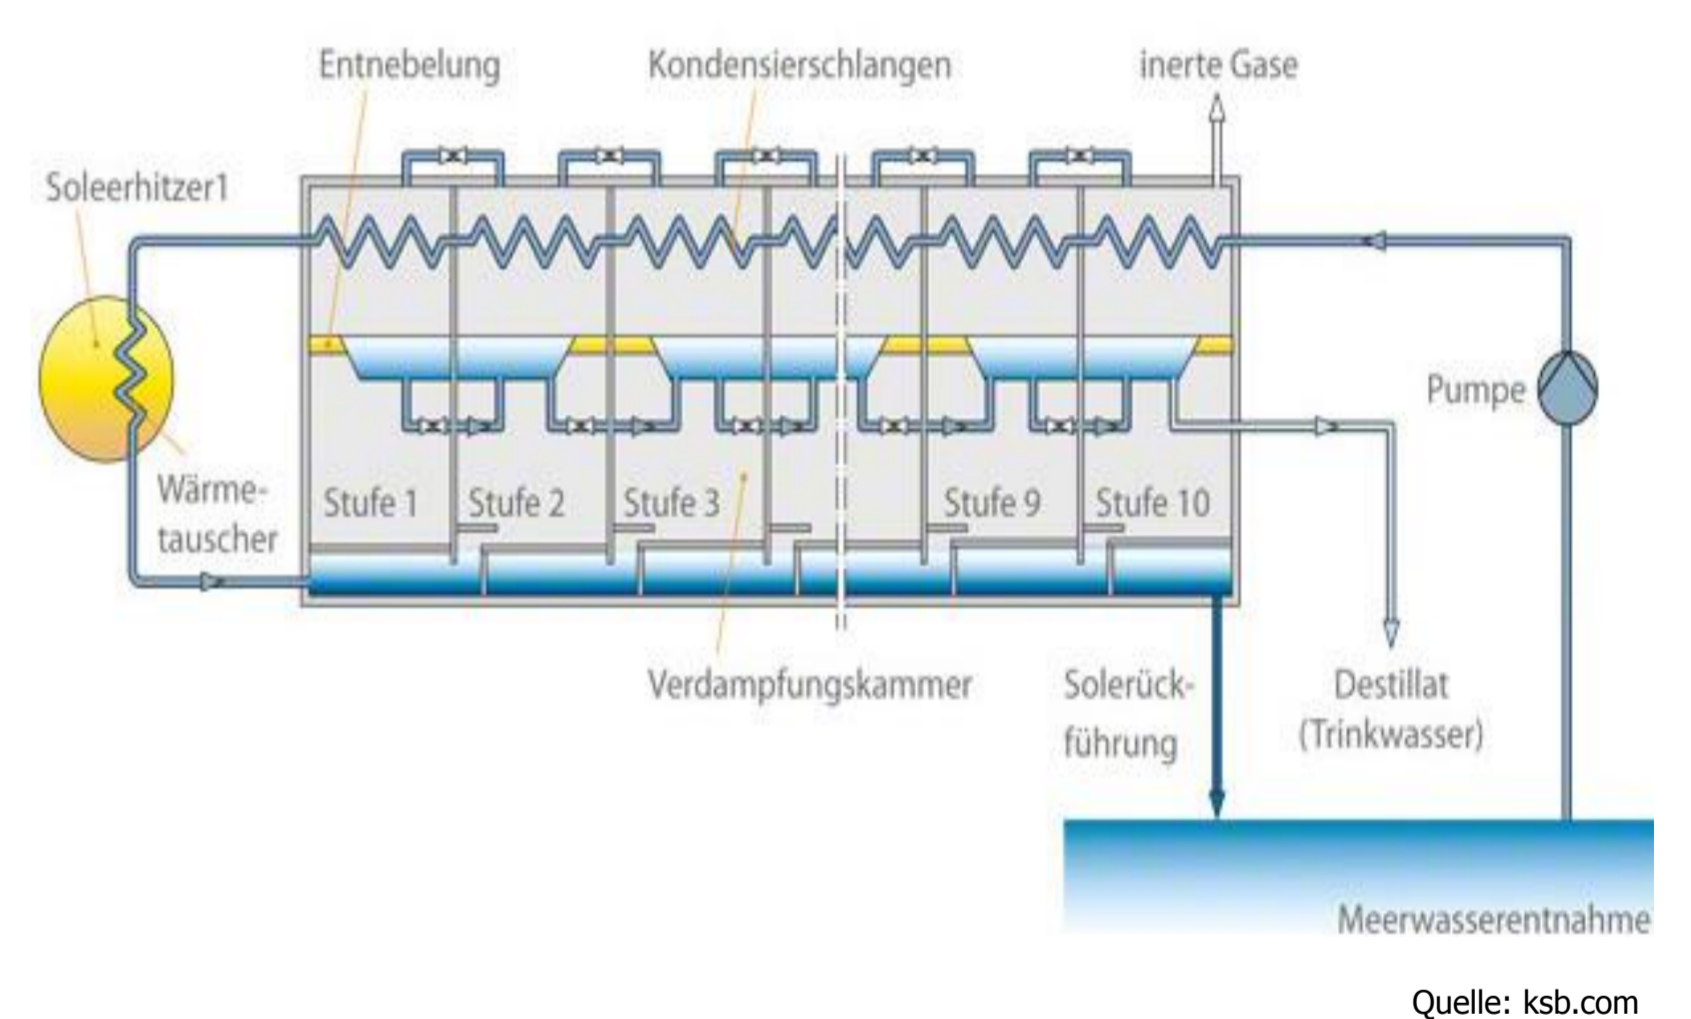 Entnebelung
Kondensierschlangen
inerte Gase
Soleerhitzer1
Pumpe
Wärme-
tauscher
Stufe 1
Stufe 2
Stufe 3
Stufe 9
Stufe 10
Verdampfungskammer
Solerück-
führung
Destillat
(Trinkwasser)
Meerwasserentnahme
Quelle: ksb.com